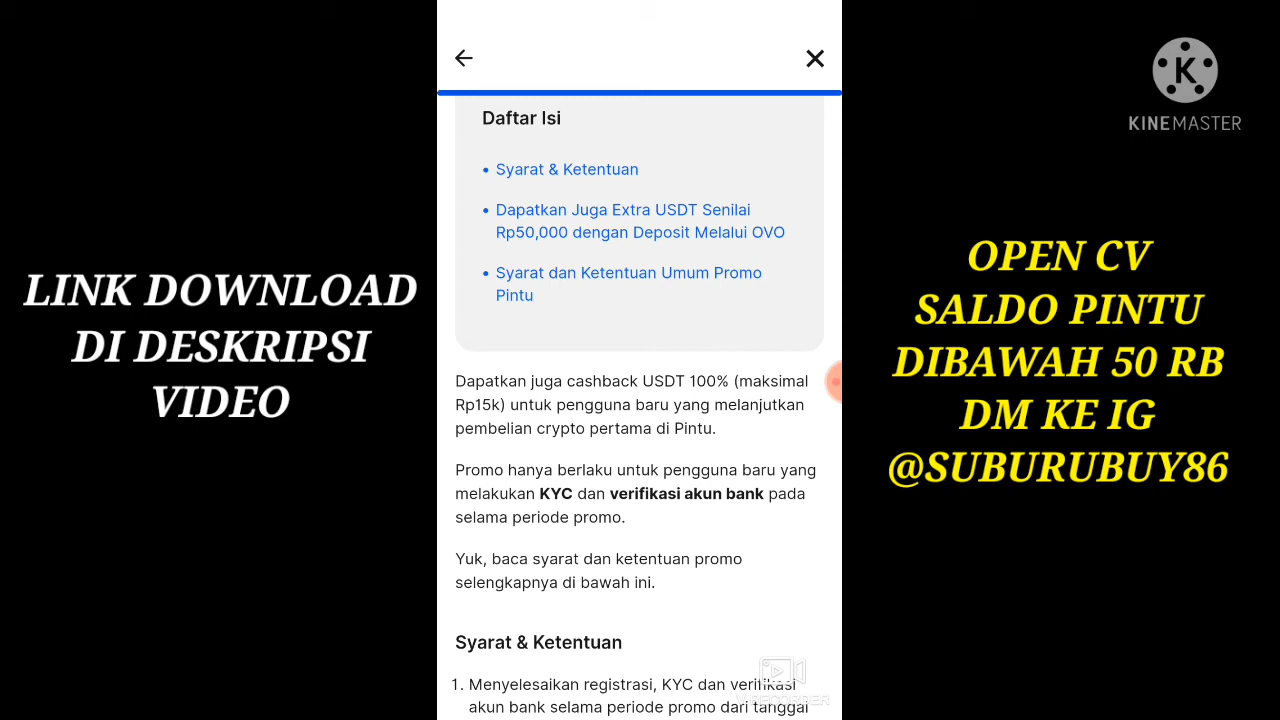 LINK DOWNLOAD
DI DESKRIPSI
VIDEO
Daftar Isi
• Syarat & Ketentuan
• Dapatkan Juga Extra USDT Senilai
Rp50,000 dengan Deposit Melalui OVO
• Syarat dan Ketentuan Umum Promo
Pintu
Dapatkan juga cashback USDT 100% (maksimal
Rp15k) untuk pengguna baru yang melanjutkan
pembelian crypto pertama di Pintu.
Promo hanya berlaku untuk pengguna baru yang
melakukan KYC dan verifikasi akun bank pada
selama periode promo.
Yuk, baca syarat dan ketentuan promo
selengkapnya di bawah ini.
Syarat & Ketentuan
1. Menyelesaikan registrasi, KYC dan verifikasi
akun bank selama periode promo dari tanggal
K
KINEMASTER
OPEN CV
SALDO PINTU
DIBAWAH 50 RB
DM KE IG
@SUBURUBUY86